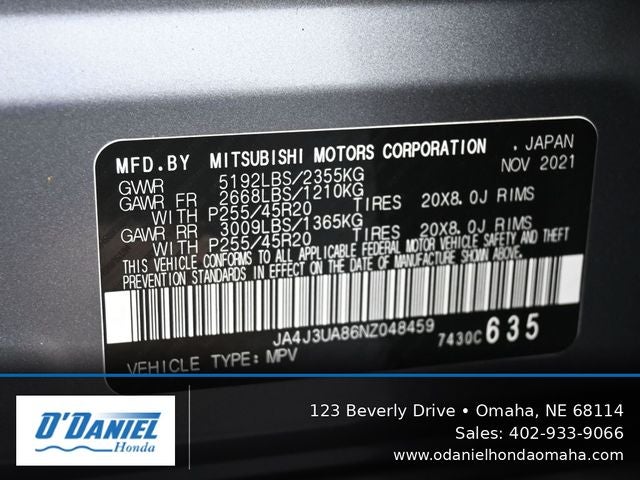 MFD.BY MITSUBISHI MOTORS CORPORATION . JAPAN
NOV 2021
GWWR 5192LBS/2355KG
GAWR FR 2668LBS/1210KG
WITH P255/45R20 TIRES 20X8.0J RIMS
GAWR RR 3009LBS/1365KG
WITH P255/45R20 TIRES 20X8.0J RIMS
THIS VEHICLE CONFORMS TO ALL APPLICABLE FEDERAL MOTOR VEHICLE SAFETY AND THEFT
PREVENTION STANDARDS IN EFFECT ON THE DATE OF MANUFACTURE SHOWN ABOVE.
JA4J3UA86NZ048459 7430C 635
VEHICLE TYPE: MPV
O'DANIEL
Honda
123 Beverly Drive • Omaha, NE 68114
Sales: 402-933-9066
www.odanielhondaomaha.com